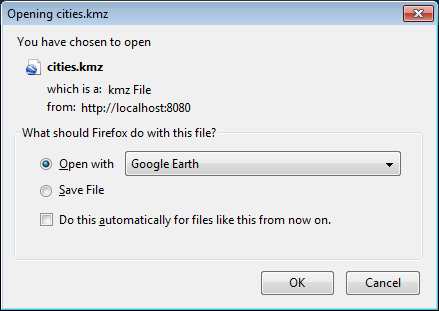 Opening cities.kmz
You have chosen to open
cities.kmz
which is a: kmz File
from: http://localhost:8080
What should Firefox do with this file?
Open with Google Earth
Save File
Do this automatically for files like this from now on.
OK Cancel